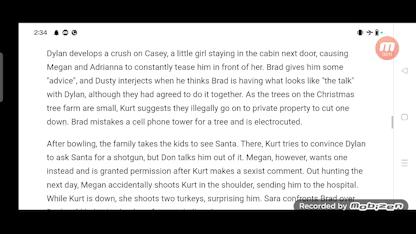 2:34
Dylan develops a crush on Casey, a little girl staying in the cabin next door, causing
Megan and Adrianna to constantly tease him in front of her. Brad gives him some
"advice", and Dusty interjects when he thinks Brad is having what looks like "the talk"
with Dylan, although they had agreed to do it together. As the trees on the Christmas
tree farm are small, Kurt suggests they illegally go on to private property to cut one
down. Brad mistakes a cell phone tower for a tree and is electrocuted.
After bowling, the family takes the kids to see Santa. There, Kurt tries to convince Dylan
to ask Santa for a shotgun, but Don talks him out of it. Megan, however, wants one
instead and is granted permission after Kurt makes a sexist comment. Out hunting the
next day, Megan accidentally shoots Kurt in the shoulder, sending him to the hospital.
While Kurt is down, she shoots two turkeys, surprising him. Sara confronts Brad over
Recorded by Mobizen